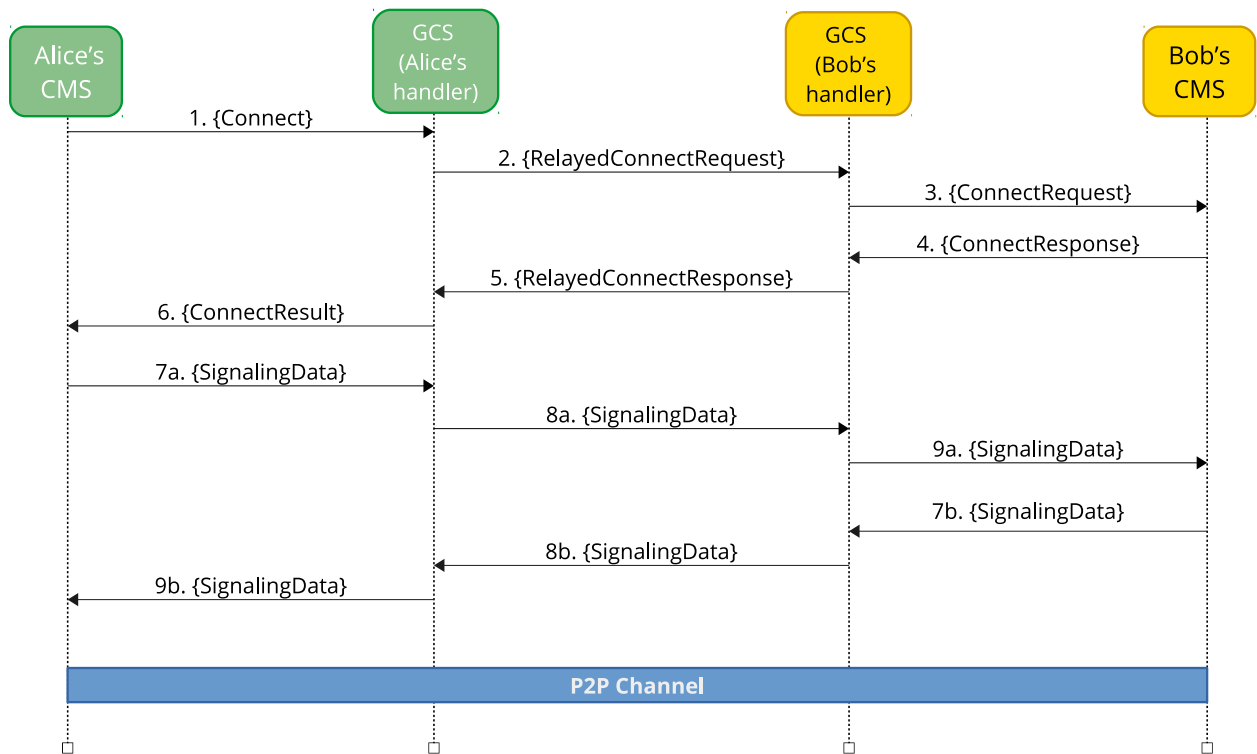 Alice’s
CMS
GCS
(Alice’s
handler)
GCS
(Bob’s
handler)
Bob’s
CMS
1. {Connect}
2. {RelayedConnectRequest}
3. {ConnectRequest}
4. {ConnectResponse}
5. {RelayedConnectResponse}
6. {ConnectResult}
7a. {SignalingData}
8a. {SignalingData}
9a. {SignalingData}
7b. {SignalingData}
8b. {SignalingData}
9b. {SignalingData}
P2P Channel